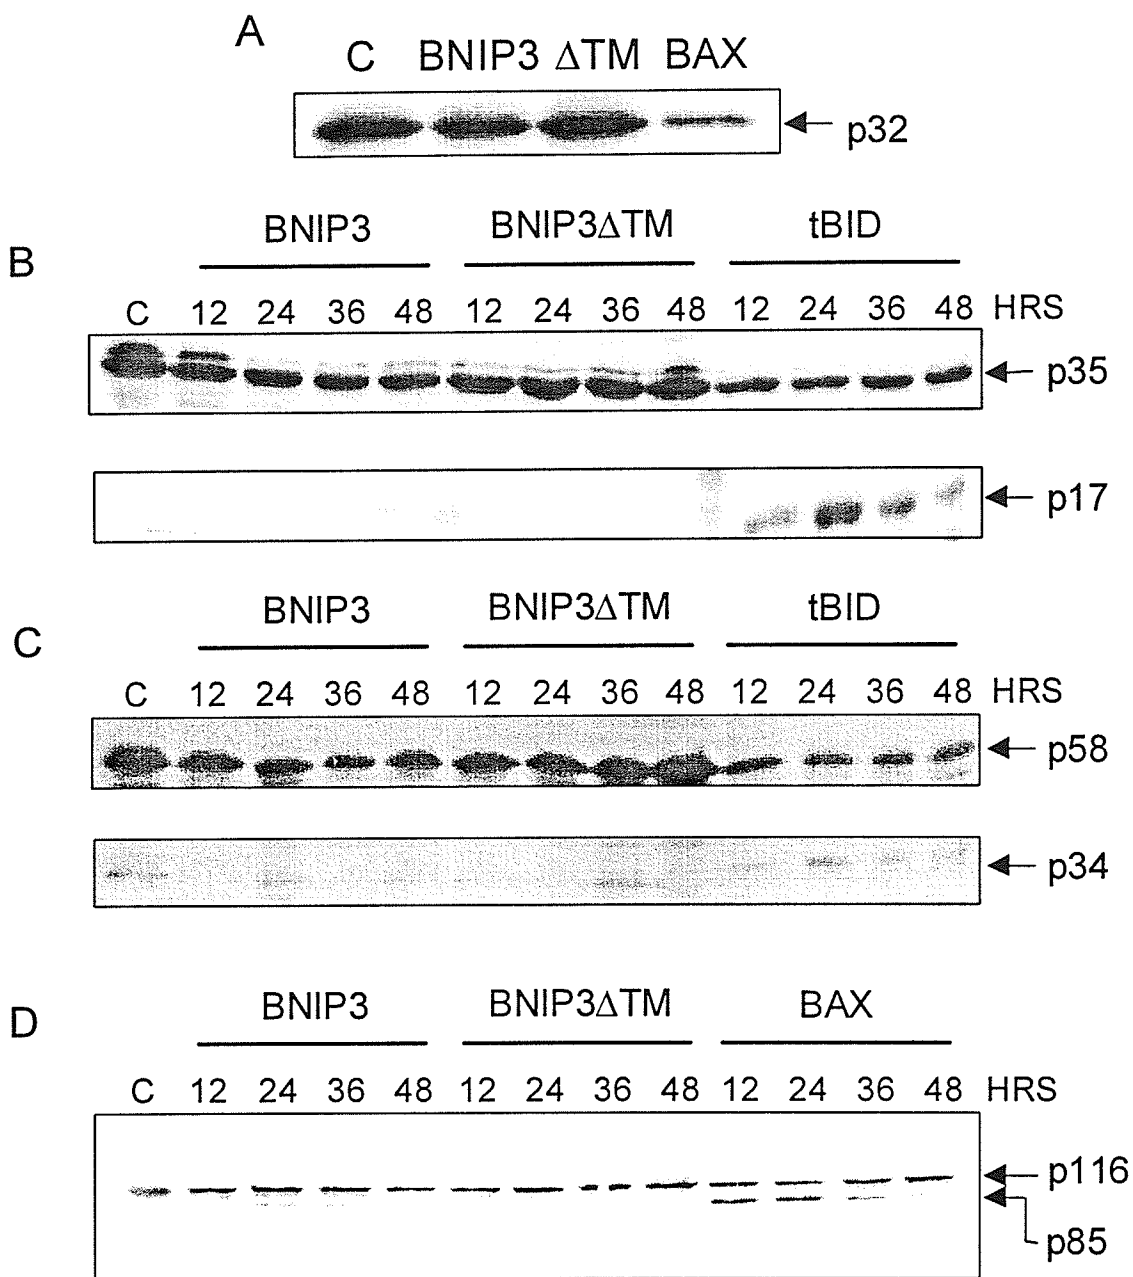 A
C BNIP3 ΔTM BAX
p32
B
BNIP3 BNIP3ΔTM tBID
C 12 24 36 48 12 24 36 48 12 24 36 48 HRS
p35
p17
C
BNIP3 BNIP3ΔTM tBID
C 12 24 36 48 12 24 36 48 12 24 36 48 HRS
p58
p34
D
BNIP3 BNIP3ΔTM BAX
C 12 24 36 48 12 24 36 48 12 24 36 48 HRS
p116
p85